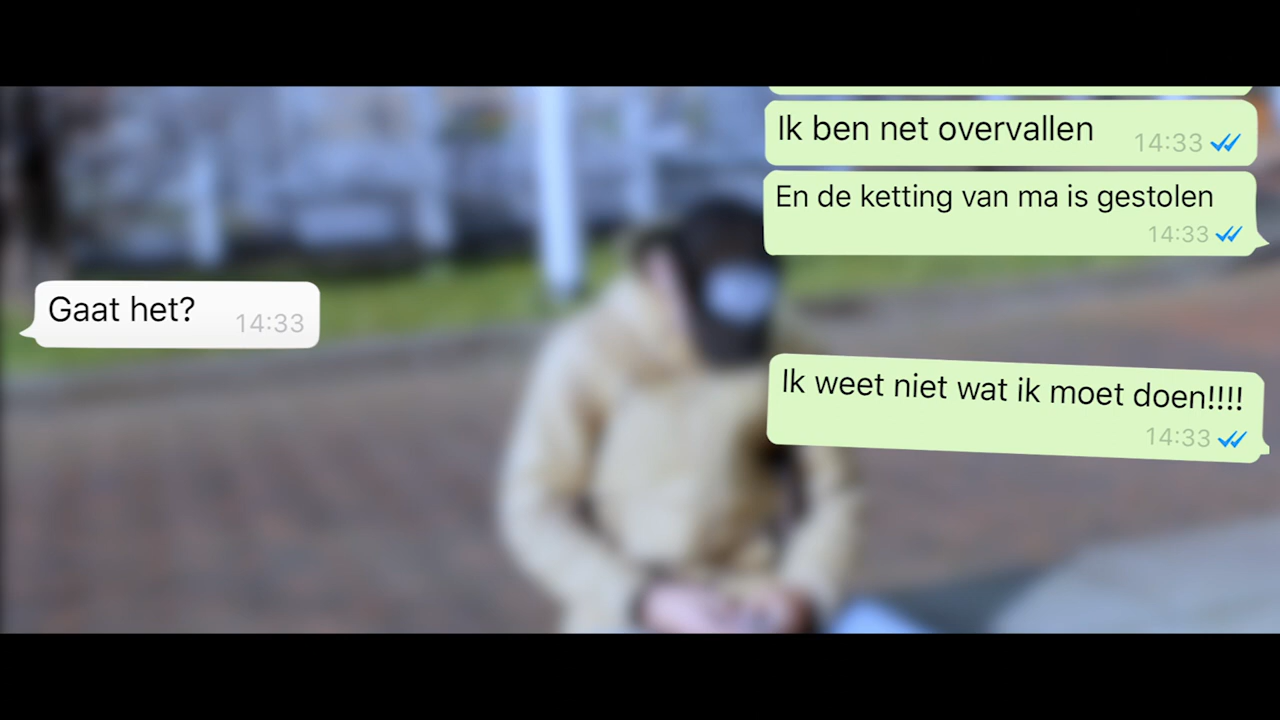 Ik ben net overvallen
14:33
En de ketting van ma is gestolen
14:33
Gaat het?
14:33
Ik weet niet wat ik moet doen!!!!
14:33